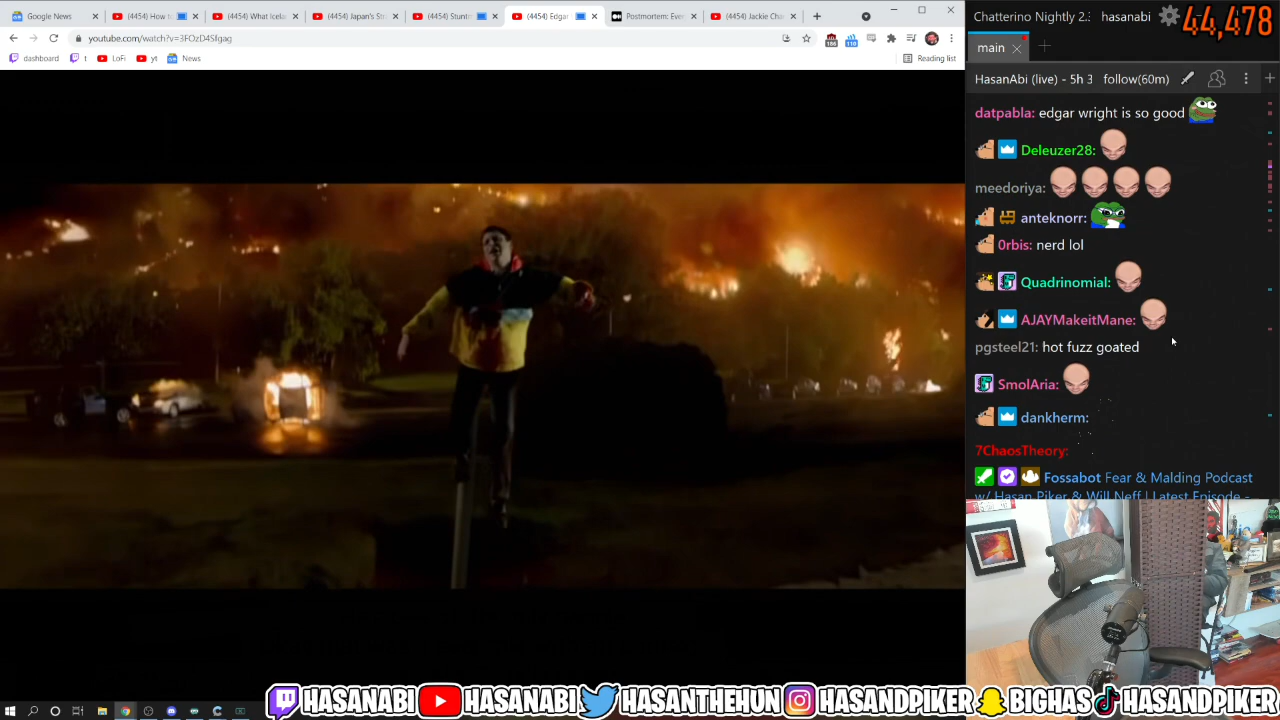 Google News
(4454) How to
(4454) What Icela
(4454) Japan's Str
(4454) Stuntm
(4454) Edgar
Postmortem: Eve
(4454) Jackie Cha
youtube.com/watch?v=3FOzD4Sfgag
186
118
dashboard
t
LoFi
yt
News
Reading list
Chatterino Nightly 2.
hasanabi
44,478
main
HasanAbi (live) - 5h 3
follow(60m)
datpabla: edgar wright is so good
Deleuzer28:
meedoriya:
anteknorr:
0rbis: nerd lol
Quadrinomial:
AJAYMakeitMane:
pgsteel21: hot fuzz goated
SmolAria:
dankherm:
7ChaosTheory:
Fossabot Fear & Malding Podcast
w/ Hasan Piker & Will Neff | Latest Episode -
HASANABI HASANABI HASANTHEHUN HASANDPIKER BIGHAS HASANDPIKER